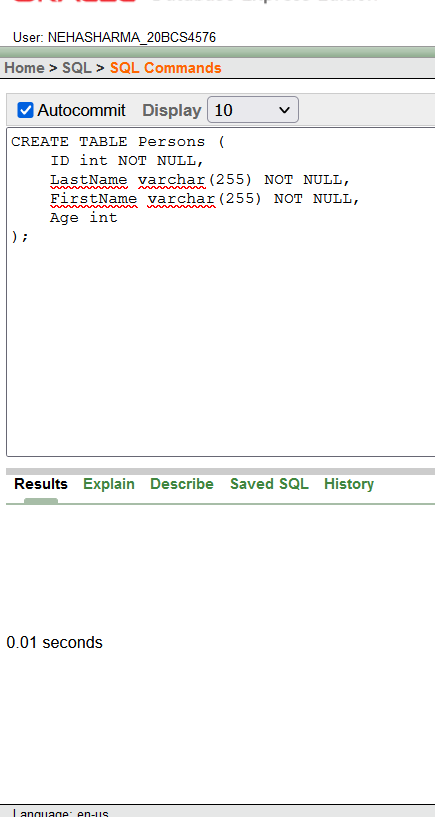 User: NEHASHARMA_20BCS4576
Home > SQL > SQL Commands
Autocommit Display 10
CREATE TABLE Persons (
    ID int NOT NULL,
    LastName varchar(255) NOT NULL,
    FirstName varchar(255) NOT NULL,
    Age int
);
Results Explain Describe Saved SQL History
0.01 seconds
Language: en-us